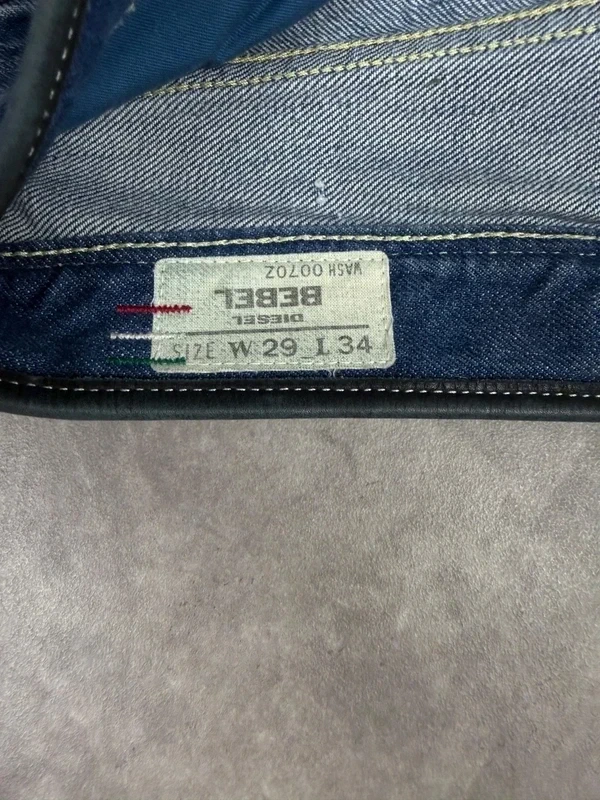 SIZE W 29 L 34
DIESEL
BEBEL
WASH 0070Z